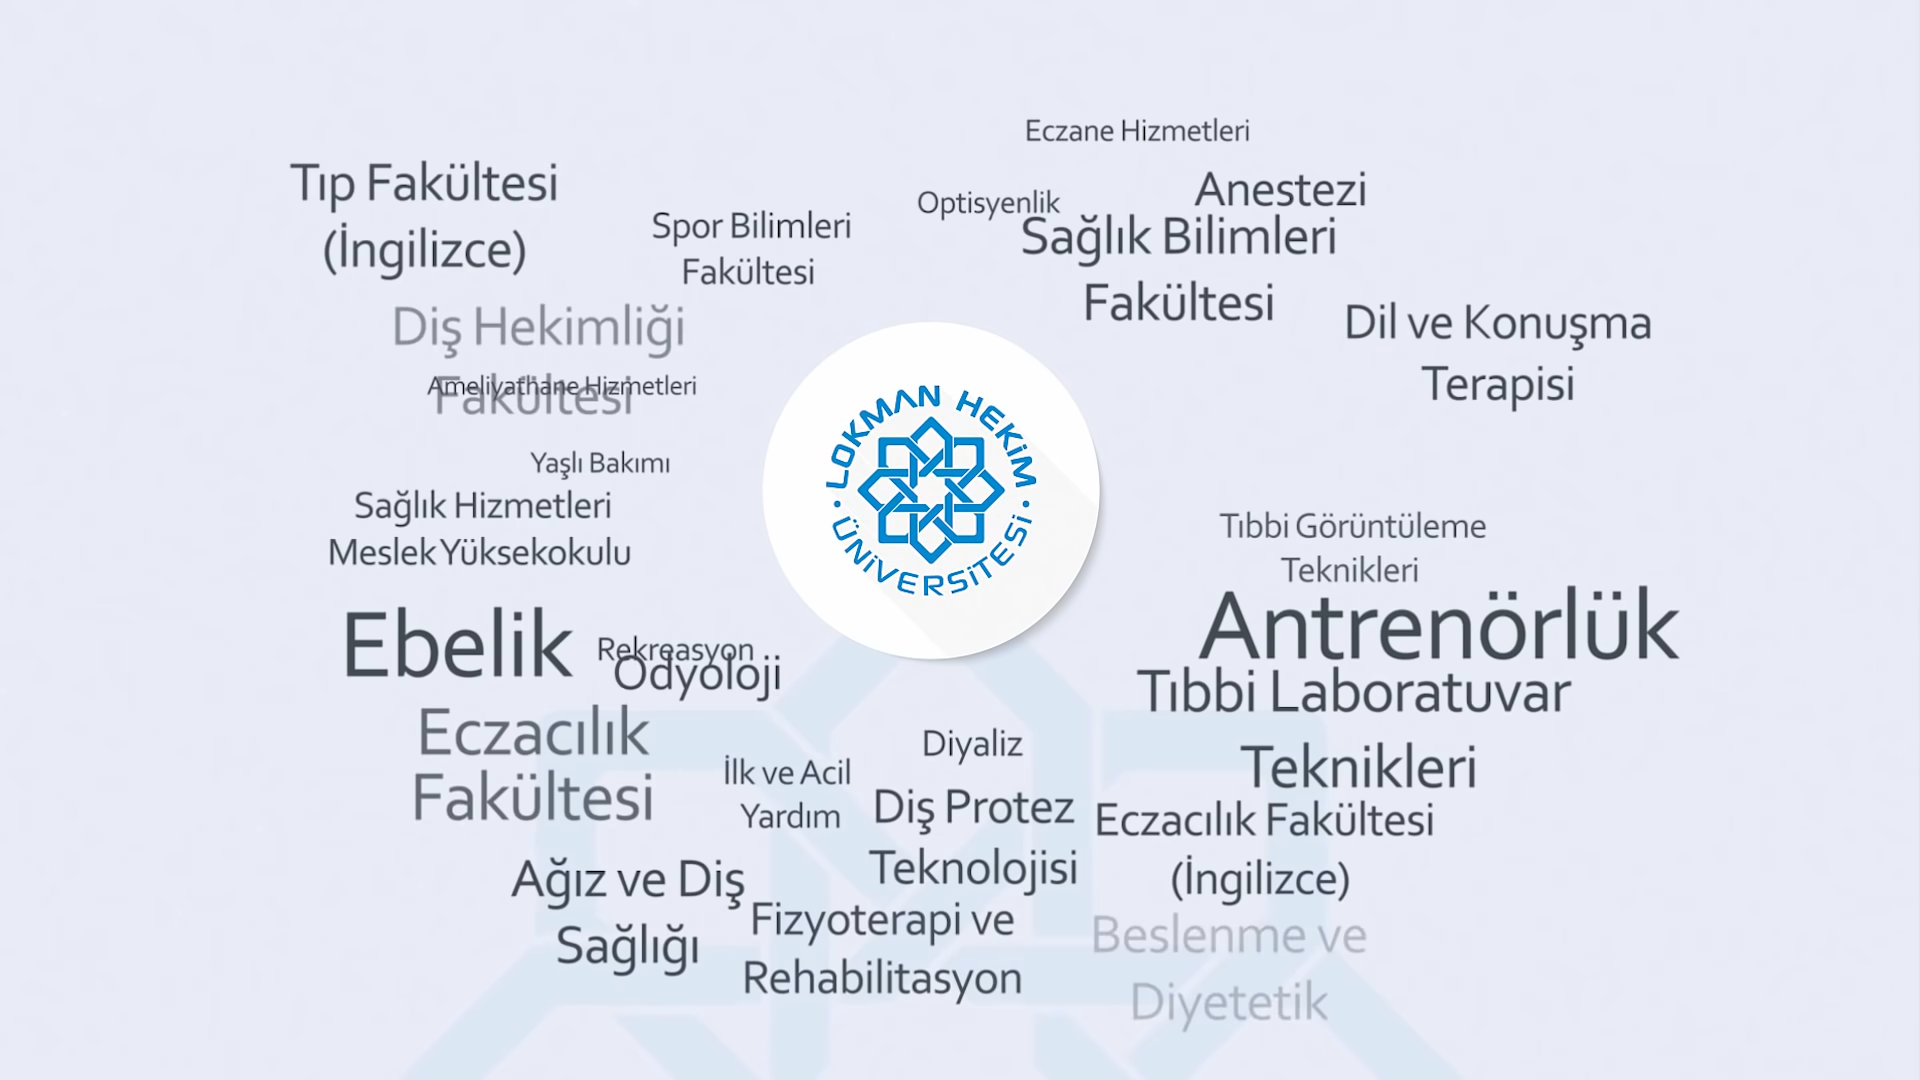 Eczane Hizmetleri
Tıp Fakültesi
(İngilizce)
Spor Bilimleri
Fakültesi
Optisyenlik
Anestezi
Sağlık Bilimleri
Fakültesi
Dil ve Konuşma
Terapisi
Diş Hekimliği
Fakültesi
Ameliyathane Hizmetleri
LOKMAN HEKİM
ÜNİVERSİTESİ
Yaşlı Bakımı
Sağlık Hizmetleri
Meslek Yüksekokulu
Tıbbi Görüntüleme
Teknikleri
Ebelik
Rekreasyon
Odyoloji
Antrenörlük
Tıbbi Laboratuvar
Teknikleri
Eczacılık
Fakültesi
İlk ve Acil
Yardım
Diyaliz
Diş Protez
Teknolojisi
Eczacılık Fakültesi
(İngilizce)
Ağız ve Diş
Sağlığı
Fizyoterapi ve
Rehabilitasyon
Beslenme ve
Diyetetik